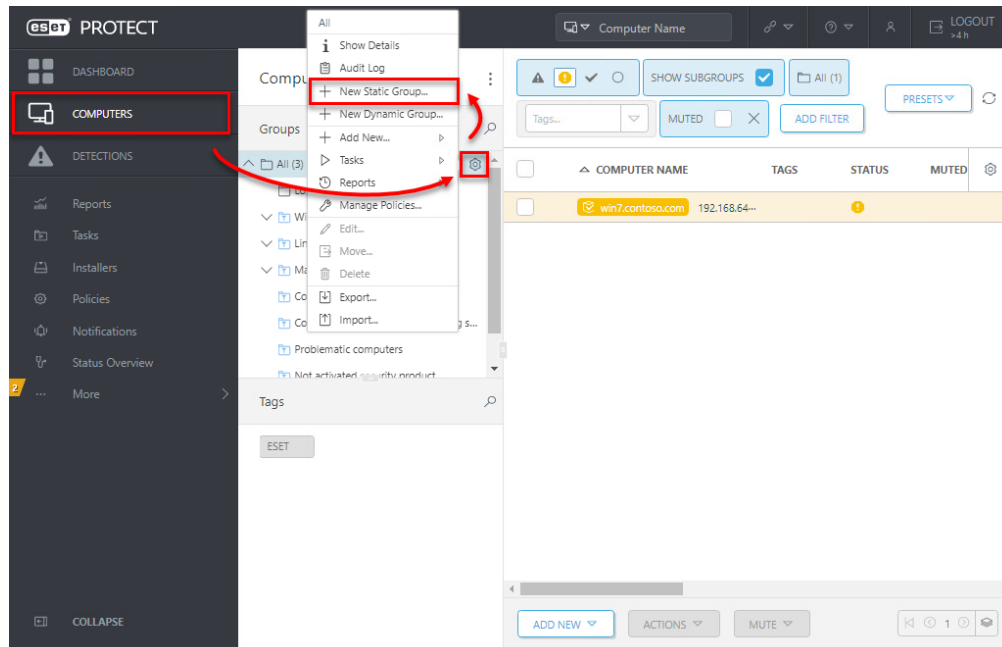 eset PROTECT
Computer Name
LOGOUT
>4 h
DASHBOARD
COMPUTERS
DETECTIONS
Reports
Tasks
Installers
Policies
Notifications
Status Overview
2
More
COLLAPSE
Groups
All (3)
Problematic computers
Not activated security product
Tags
ESET
All
Show Details
Audit Log
New Static Group...
New Dynamic Group...
Add New...
Tasks
Reports
Manage Policies...
Edit...
Move...
Delete
Export...
Import...
SHOW SUBGROUPS
All (1)
PRESETS
Tags...
MUTED
ADD FILTER
COMPUTER NAME TAGS STATUS MUTED
win7.contoso.com 192.168.64...
ADD NEW
ACTIONS
MUTE
1